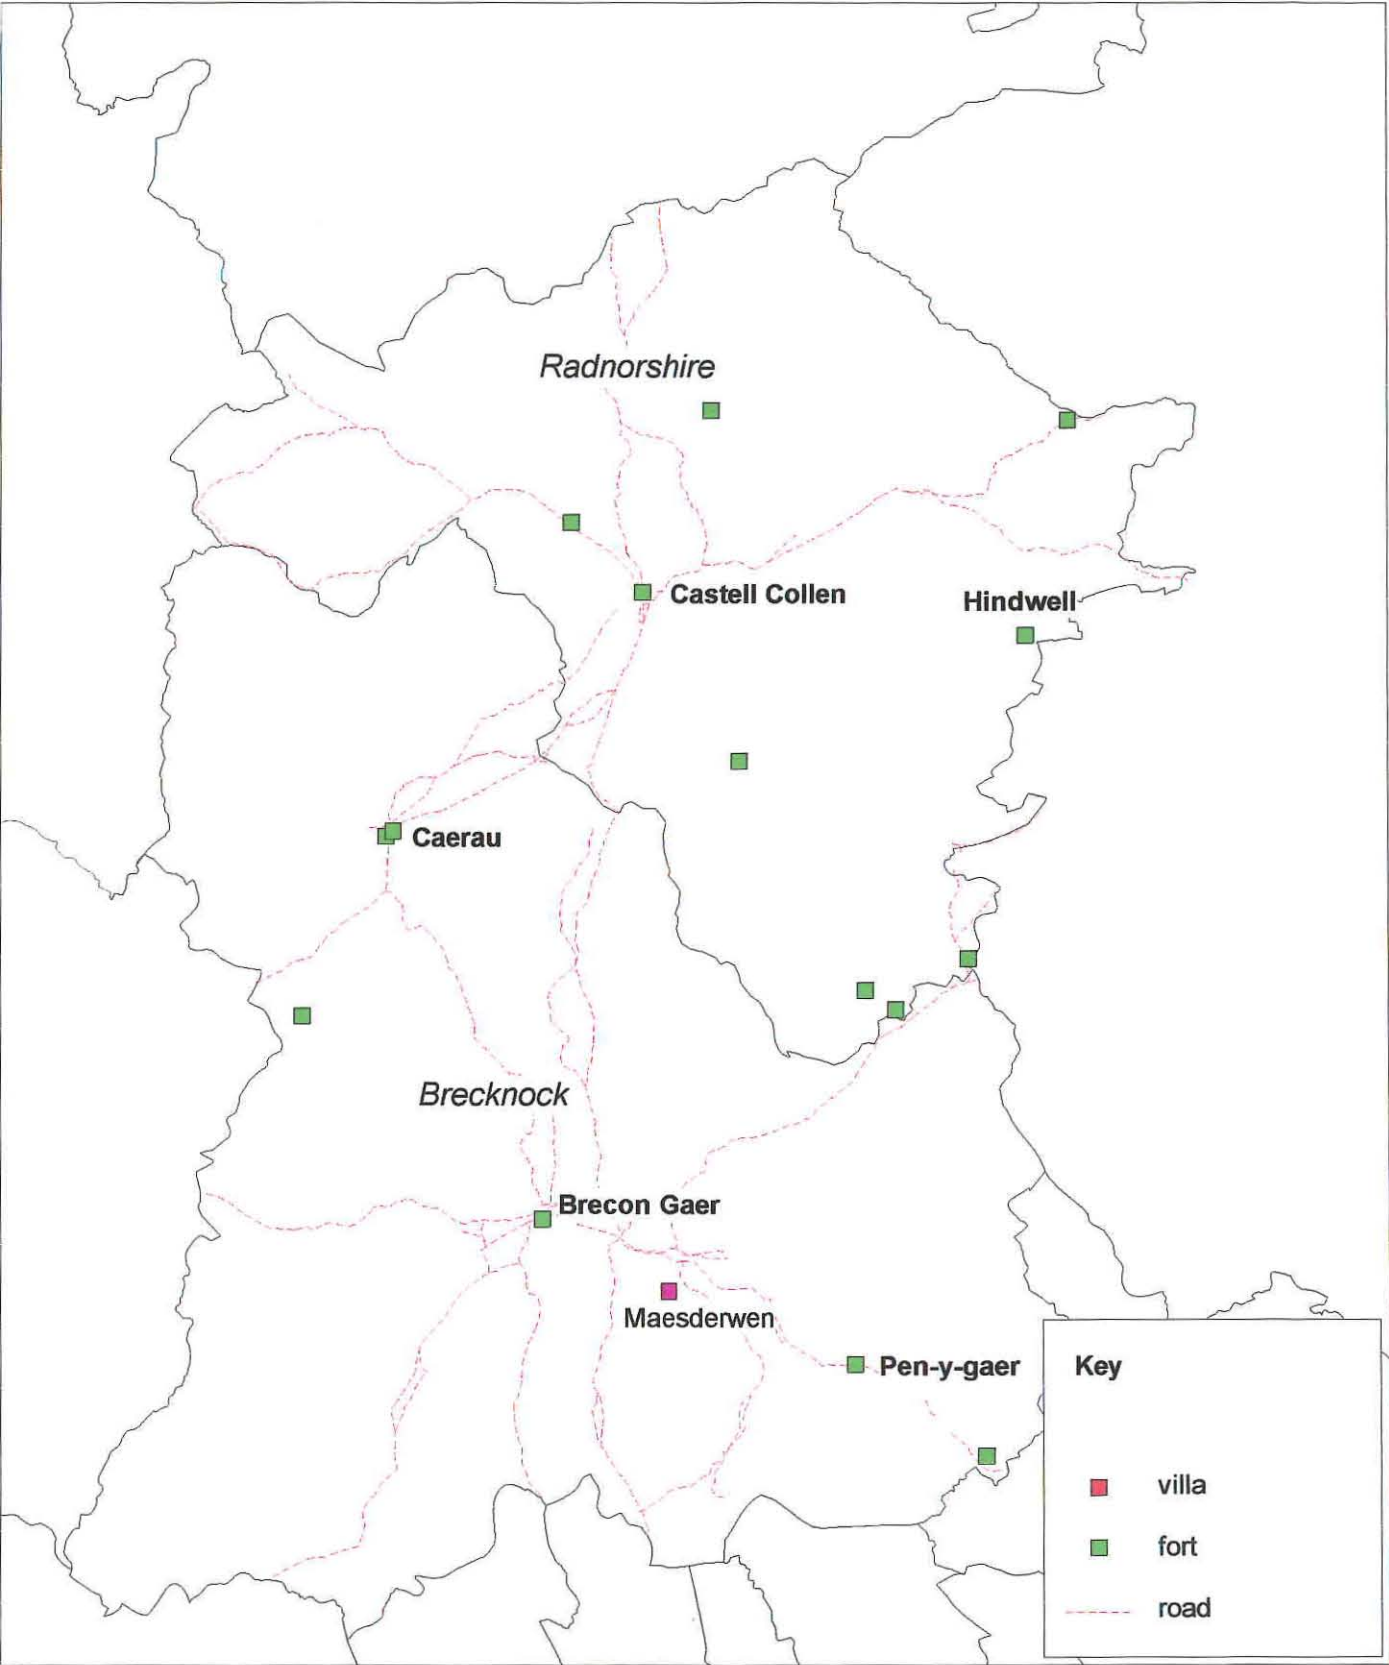 Radnorshire
Castell Collen
Hindwell
Caerau
Brecknock
Brecon Gaer
Maesderwen
Pen-y-gaer
Key
villa
fort
road